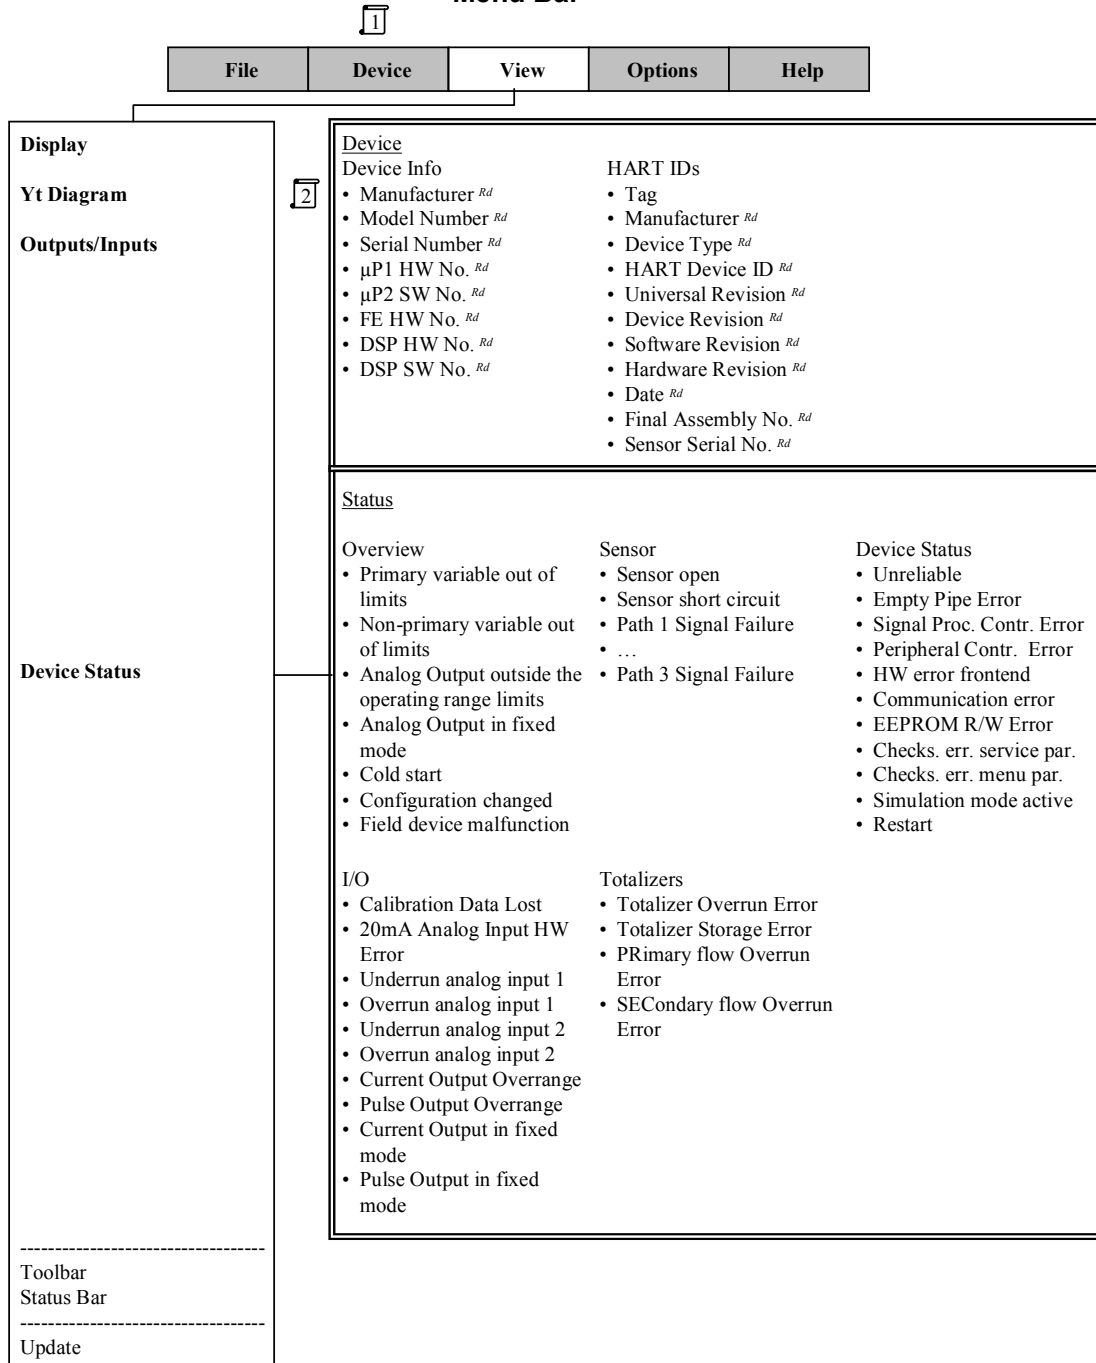 Menu Bar
1
File Device View Options Help
Display
Yt Diagram
Outputs/Inputs
Device Status
-----------------------------------
Toolbar
Status Bar
-----------------------------------
Update
2
Device
Device Info
• Manufacturer Rd
• Model Number Rd
• Serial Number Rd
• µP1 HW No. Rd
• µP2 SW No. Rd
• FE HW No. Rd
• DSP HW No. Rd
• DSP SW No. Rd
HART IDs
• Tag
• Manufacturer Rd
• Device Type Rd
• HART Device ID Rd
• Universal Revision Rd
• Device Revision Rd
• Software Revision Rd
• Hardware Revision Rd
• Date Rd
• Final Assembly No. Rd
• Sensor Serial No. Rd
Status
Overview
• Primary variable out of
limits
• Non-primary variable out
of limits
• Analog Output outside the
operating range limits
• Analog Output in fixed
mode
• Cold start
• Configuration changed
• Field device malfunction
Sensor
• Sensor open
• Sensor short circuit
• Path 1 Signal Failure
• …
• Path 3 Signal Failure
Device Status
• Unreliable
• Empty Pipe Error
• Signal Proc. Contr. Error
• Peripheral Contr. Error
• HW error frontend
• Communication error
• EEPROM R/W Error
• Checks. err. service par.
• Checks. err. menu par.
• Simulation mode active
• Restart
I/O
• Calibration Data Lost
• 20mA Analog Input HW
Error
• Underrun analog input 1
• Overrun analog input 1
• Underrun analog input 2
• Overrun analog input 2
• Current Output Overrange
• Pulse Output Overrange
• Current Output in fixed
mode
• Pulse Output in fixed
mode
Totalizers
• Totalizer Overrun Error
• Totalizer Storage Error
• PRimary flow Overrun
Error
• SECondary flow Overrun
Error